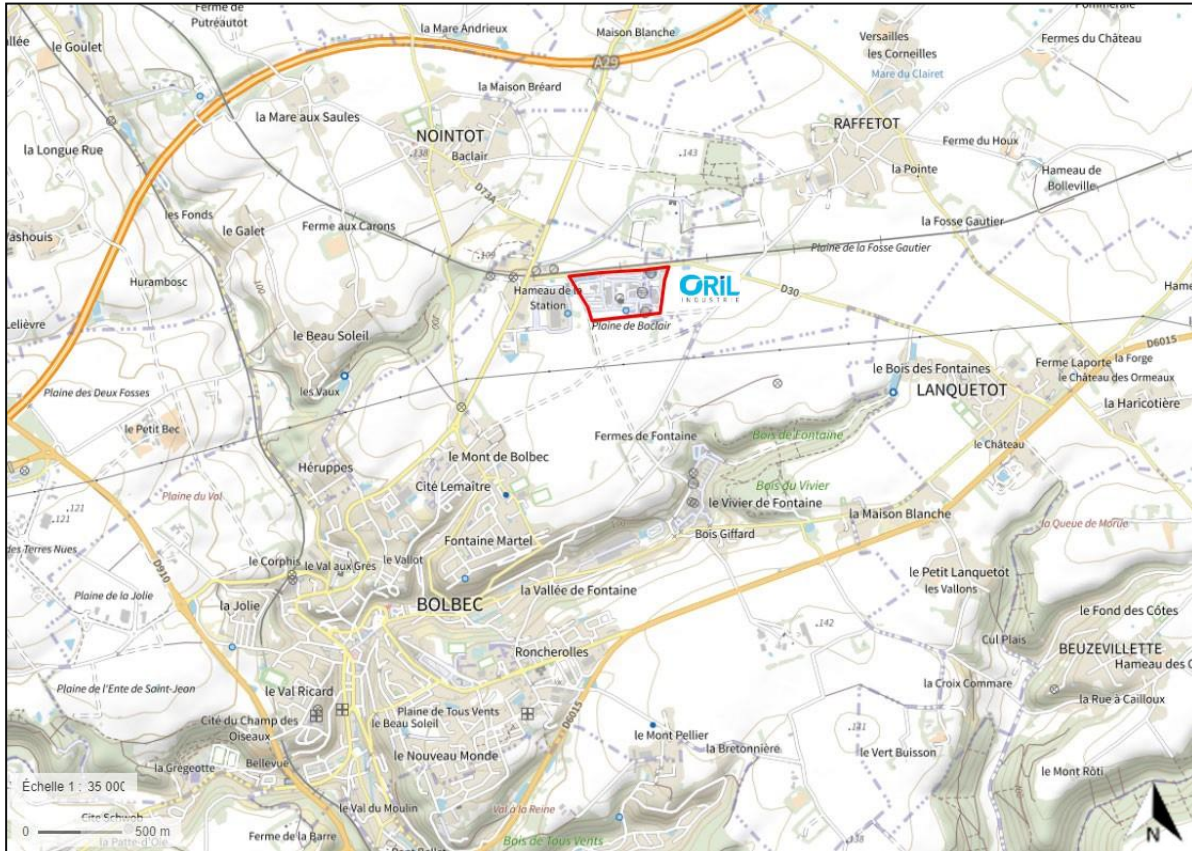 Ferme de
Putréautot
la Mare Andrieux
Maison Blanche
Versailles
les Corneilles
Fermes du Château
le Goulet
A29
Mare du Clairet
la Maison Bréard
la Mare aux Saules
la Longue Rue
NOINTOT
138
Baclair
143
RAFFETOT
Ferme du Houx
la Pointe
Hameau de
Bolleville
D73A
les Fonds
le Galet
Ferme aux Carons
la Fosse Gautier
Plaine de la Fosse Gautier
Hurambosc
100
109
Hameau de la
Station
ORIL
INDUSTRIE
D30
Plaine de Baclair
le Beau Soleil
100
D6015
les Vaux
le Bois des Fontaines
Ferme Laporte
la Forge
le Château des Ormeaux
LANQUETOT
la Haricotière
Plaine des Deux Fosses
le Petit Bec
Fermes de Fontaine
Bois de Fontaine
le Château
Héruppes
le Mont de Bolbec
Cité Lemaitre
Bois du Vivier
Plaine du Val
121
121
le Vivier de Fontaine
la Maison Blanche
la Queue de Morue
des Terres Nues
Fontaine Martel
Bois Giffard
D910
le Corphis
le Val aux Grès
le Vallot
Plaine de la Jolie
la Jolie
la Vallée de Fontaine
le Petit Lanquetot
les Vallons
BOLBEC
le Fond des Côtes
142
Cul Plais
BEUZEVILLETTE
Roncherolles
Plaine de l'Ente de Saint-Jean
le Val Ricard
la Croix Commare
la Rue à Cailloux
Cité du Champ des
Oiseaux
Plaine de Tous Vents
le Beau Soleil
D6015
le Mont Pellier
la Bretonnière
le Vert Buisson
la Grégeotte
Bellevue
le Nouveau Monde
le Mont Rôti
Échelle 1 : 35 000
le Val du Moulin
Val à la Reine
0 500 m
Ferme de la Barre
Bois de Tous Vents
138
N